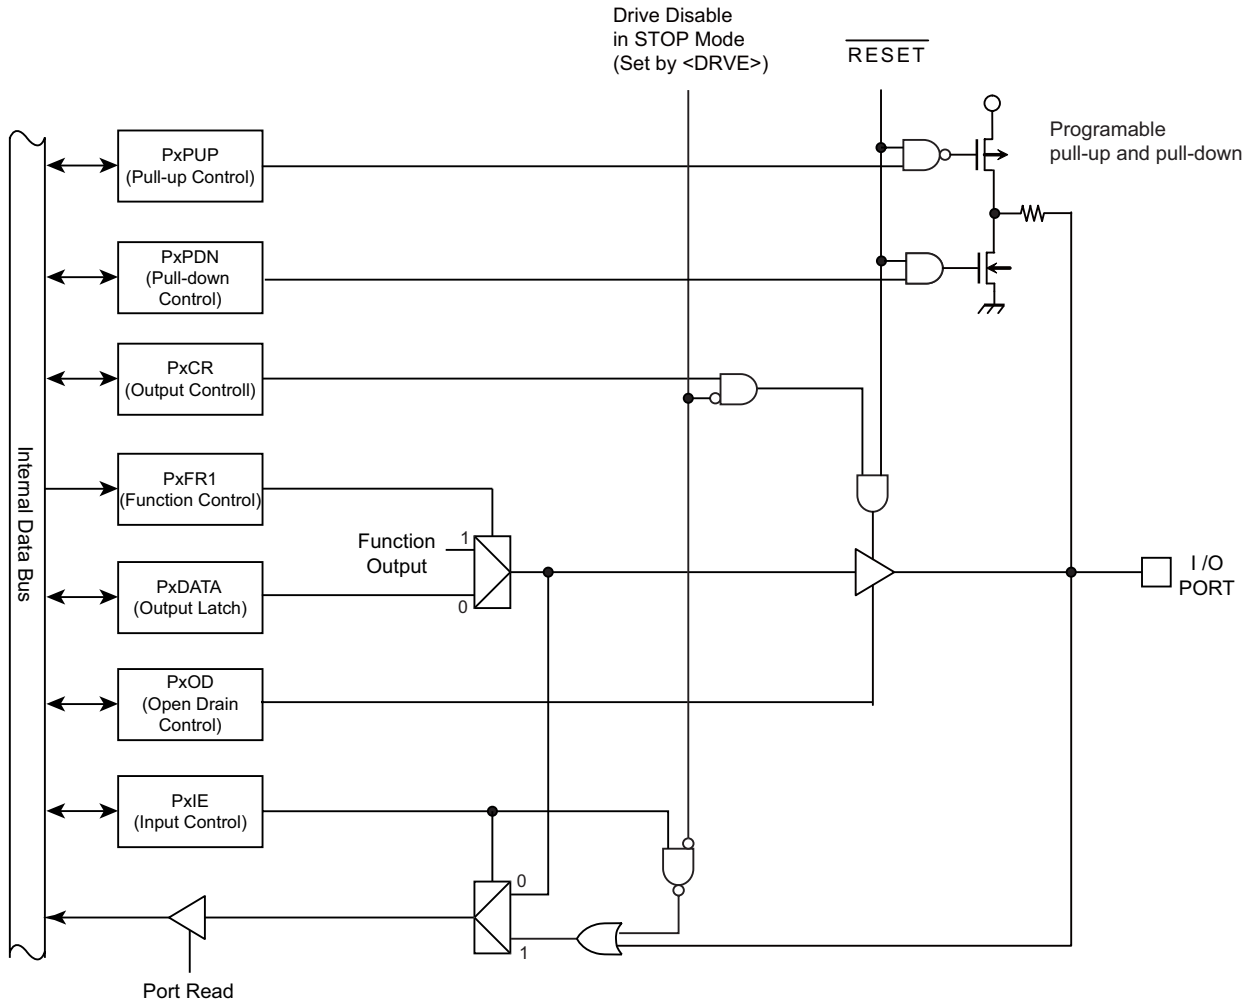 Drive Disable
in STOP Mode
(Set by <DRVE>)
RESET
Programable
pull-up and pull-down
PxPUP
(Pull-up Control)
PxPDN
(Pull-down
Control)
PxCR
(Output Controll)
Internal Data Bus
PxFR1
(Function Control)
Function
Output
1
0
PxDATA
(Output Latch)
I /O
PORT
PxOD
(Open Drain
Control)
PxIE
(Input Control)
0
1
Port Read